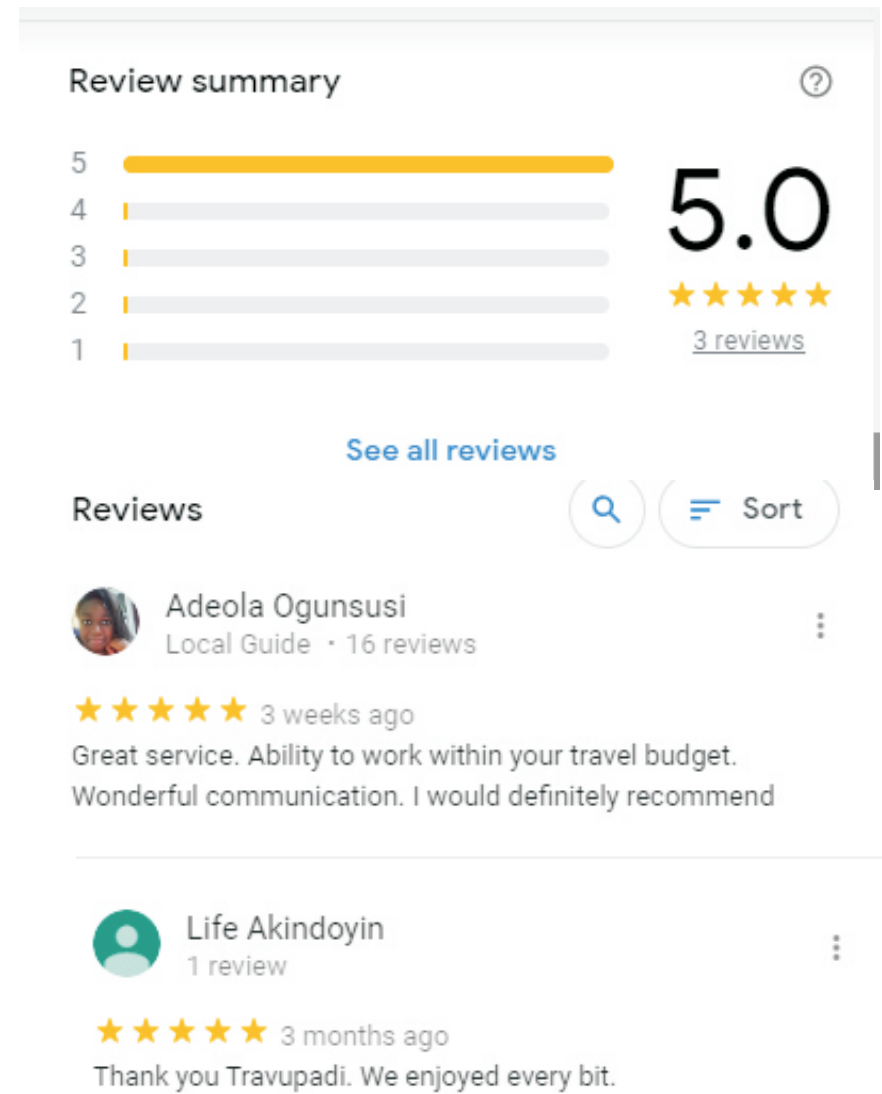 Review summary
5
4
3
2
1
5.0
3 reviews
See all reviews
Reviews
Sort
Adeola Ogunsusi
Local Guide · 16 reviews
3 weeks ago
Great service. Ability to work within your travel budget.
Wonderful communication. I would definitely recommend
Life Akindoyin
1 review
3 months ago
Thank you Travupadi. We enjoyed every bit.